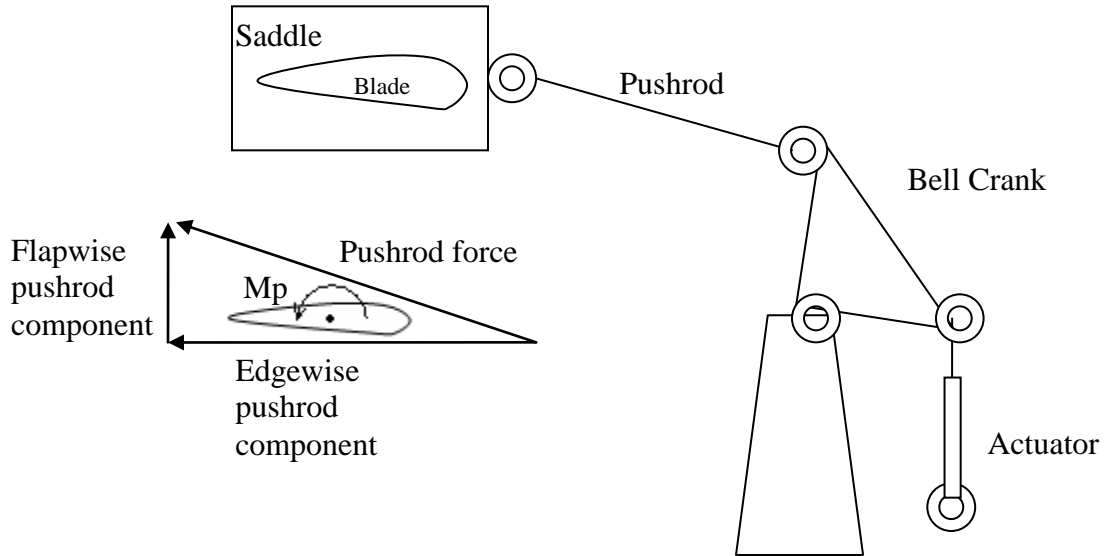 Saddle
Blade
Pushrod
Bell Crank
Flapwise
pushrod
component
Pushrod force
Mp
Edgewise
pushrod
component
Actuator